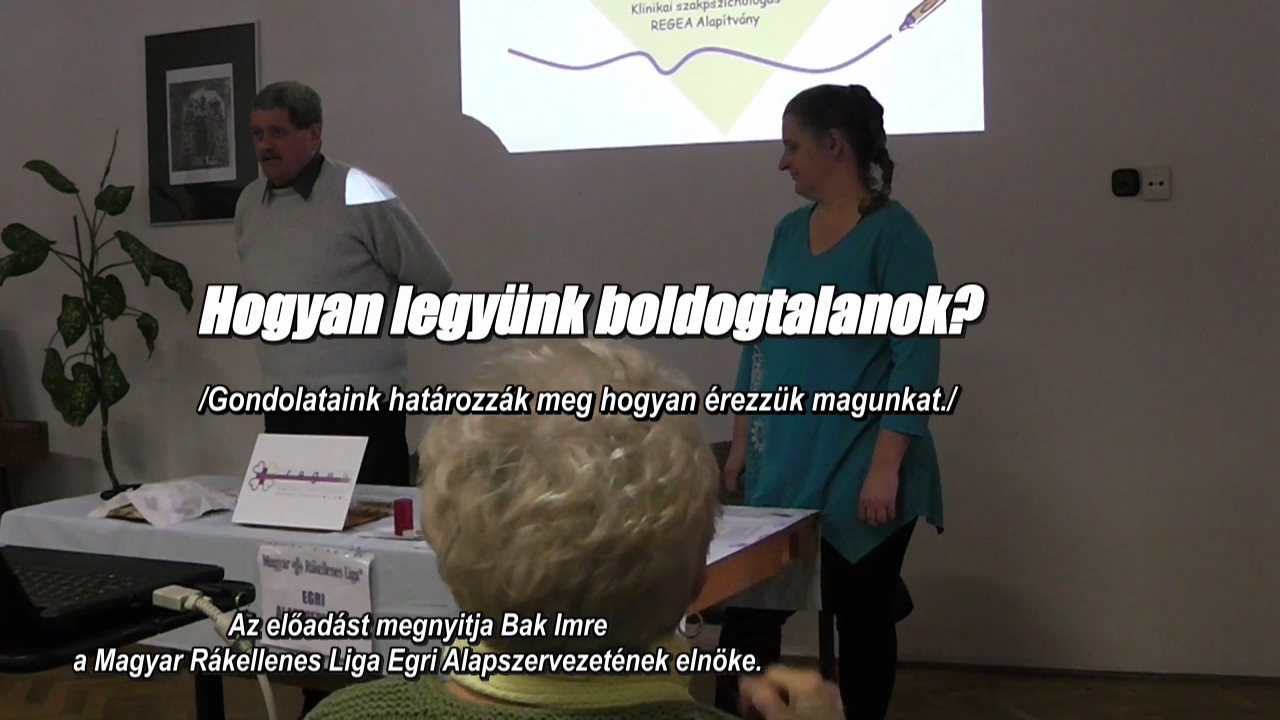 Klinikai szakpszichológus
REGEA Alapítvány
Hogyan legyünk boldogtalanok?
/Gondolataink határozzák meg hogyan érezzük magunkat./
regea
Magyar Rákellenes Liga
EGRI
Az előadást megnyitja Bak Imre
a Magyar Rákellenes Liga Egri Alapszervezetének elnöke.